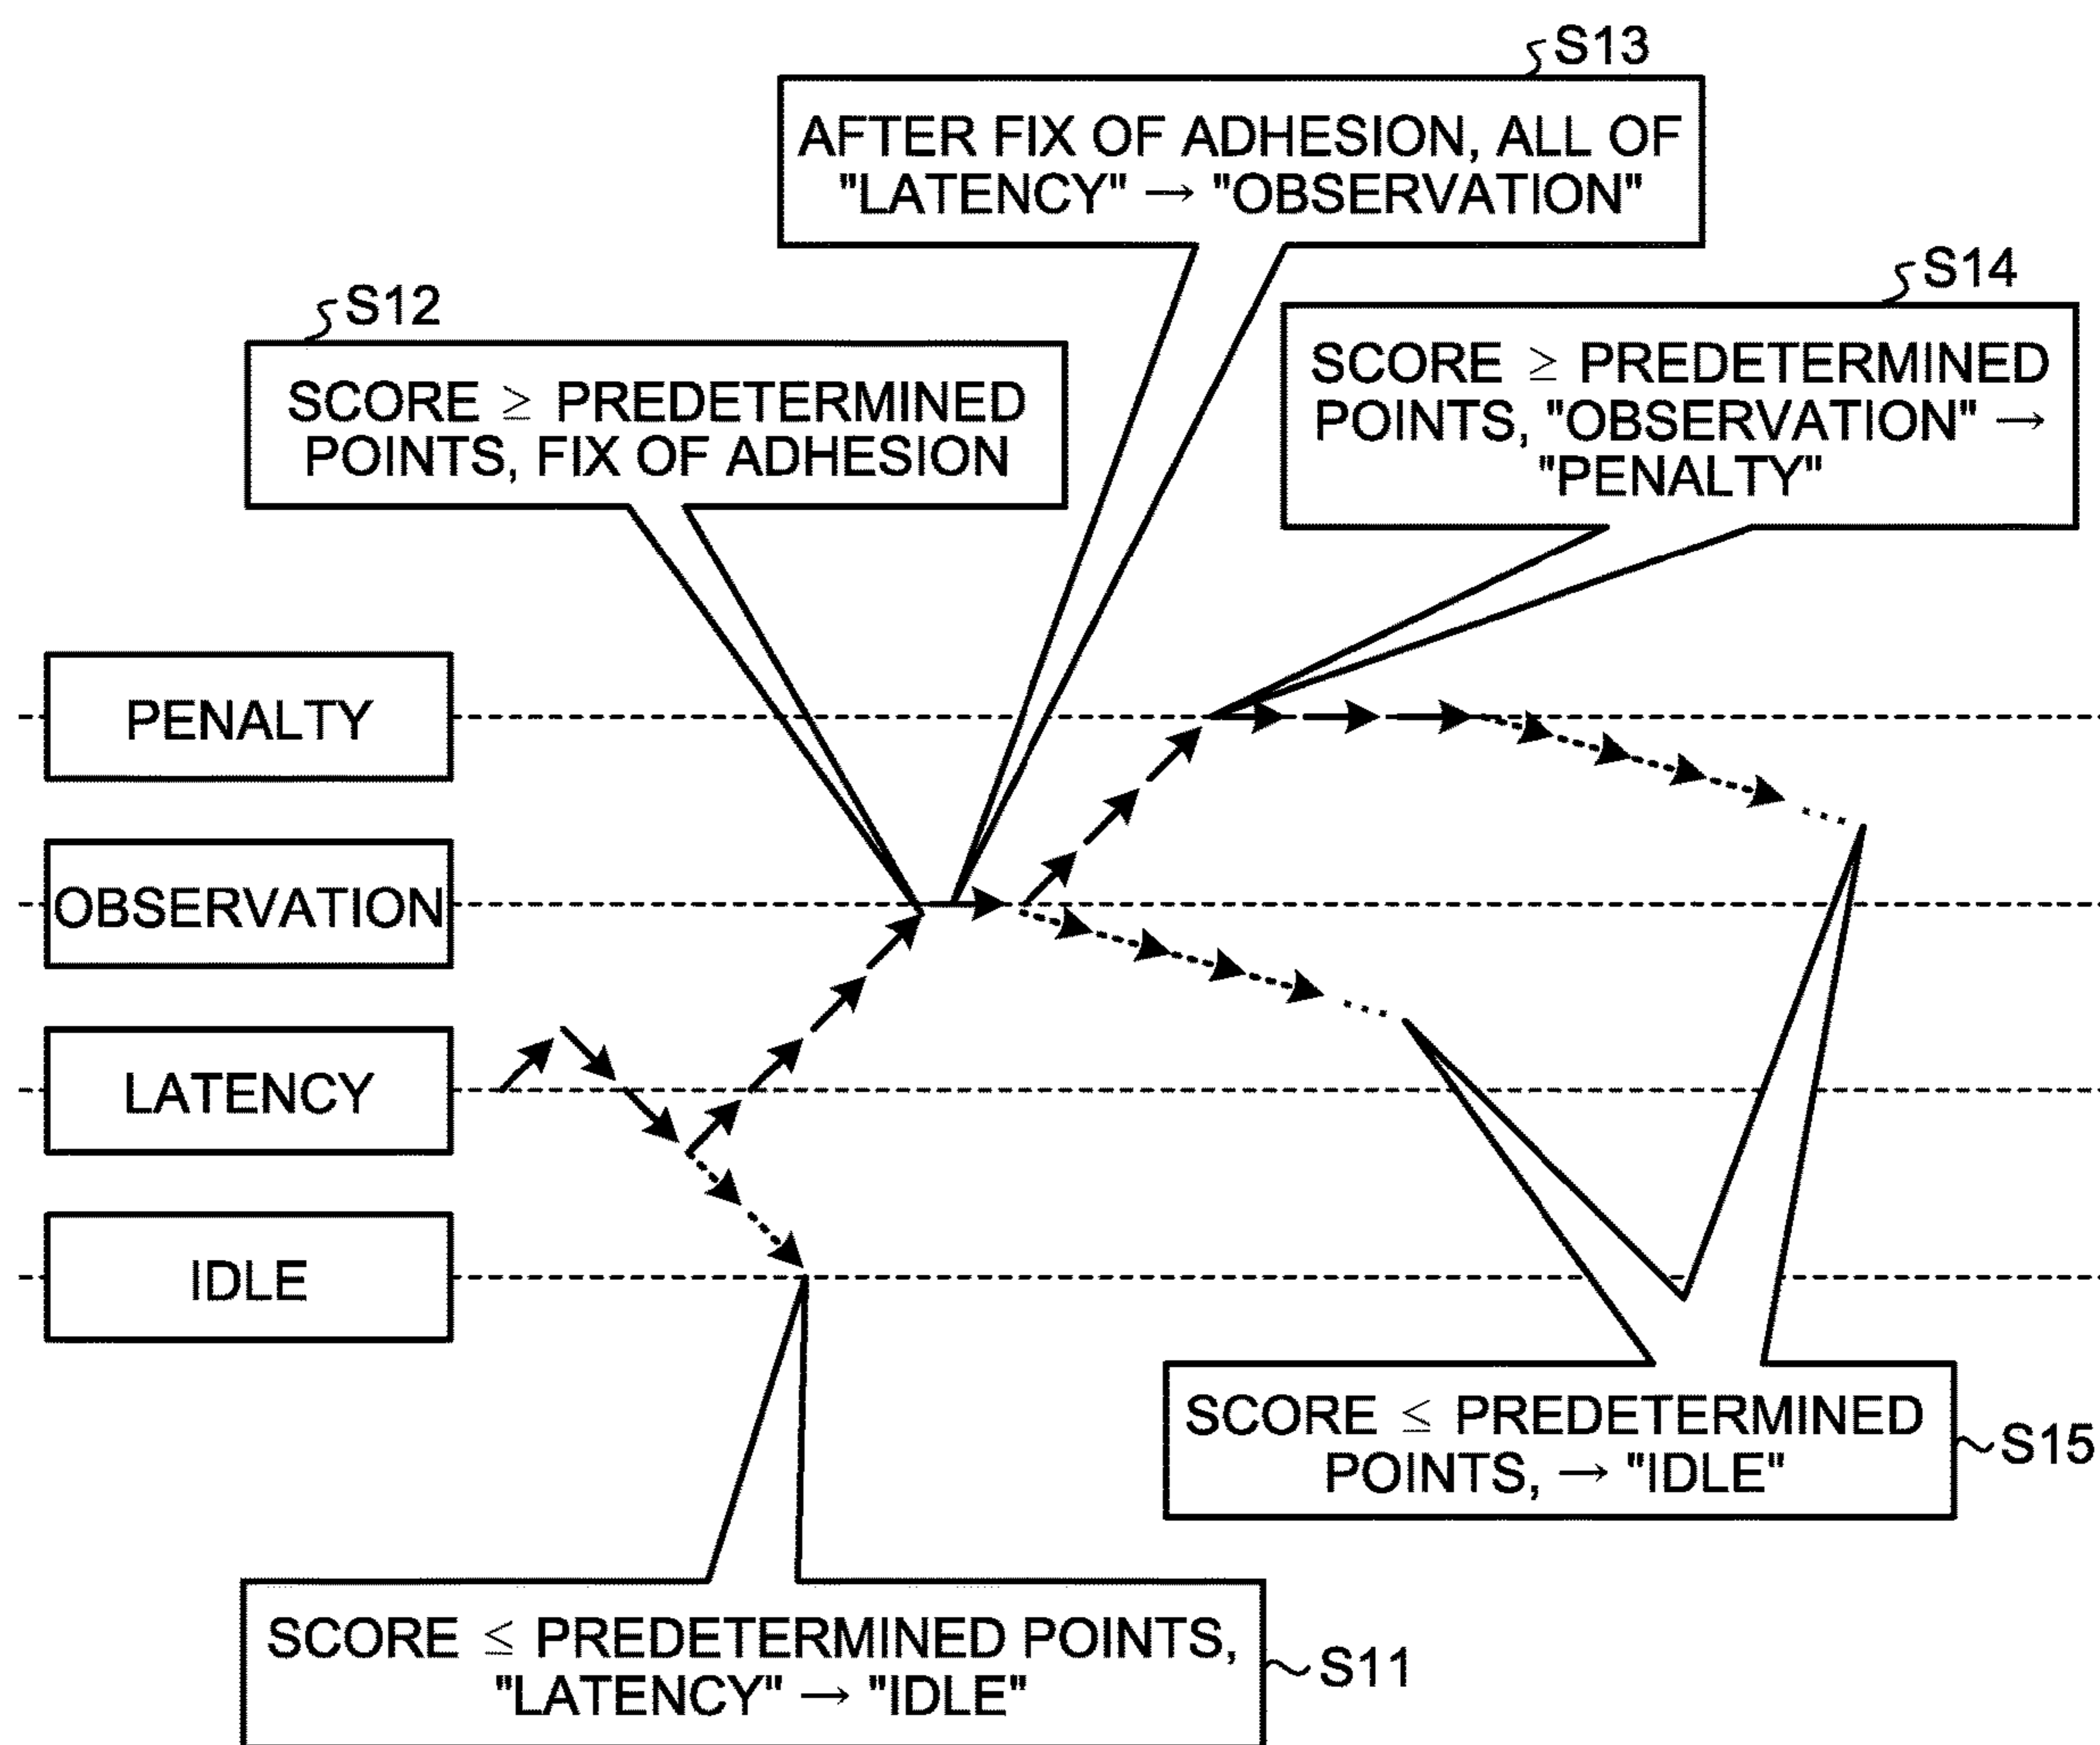 S13
AFTER FIX OF ADHESION, ALL OF
"LATENCY" → "OBSERVATION"
S14
SCORE ≥ PREDETERMINED
POINTS, "OBSERVATION" →
"PENALTY"
S12
SCORE ≥ PREDETERMINED
POINTS, FIX OF ADHESION
PENALTY
OBSERVATION
LATENCY
IDLE
SCORE ≤ PREDETERMINED
POINTS, → "IDLE"
S15
SCORE ≤ PREDETERMINED POINTS,
"LATENCY" → "IDLE"
S11